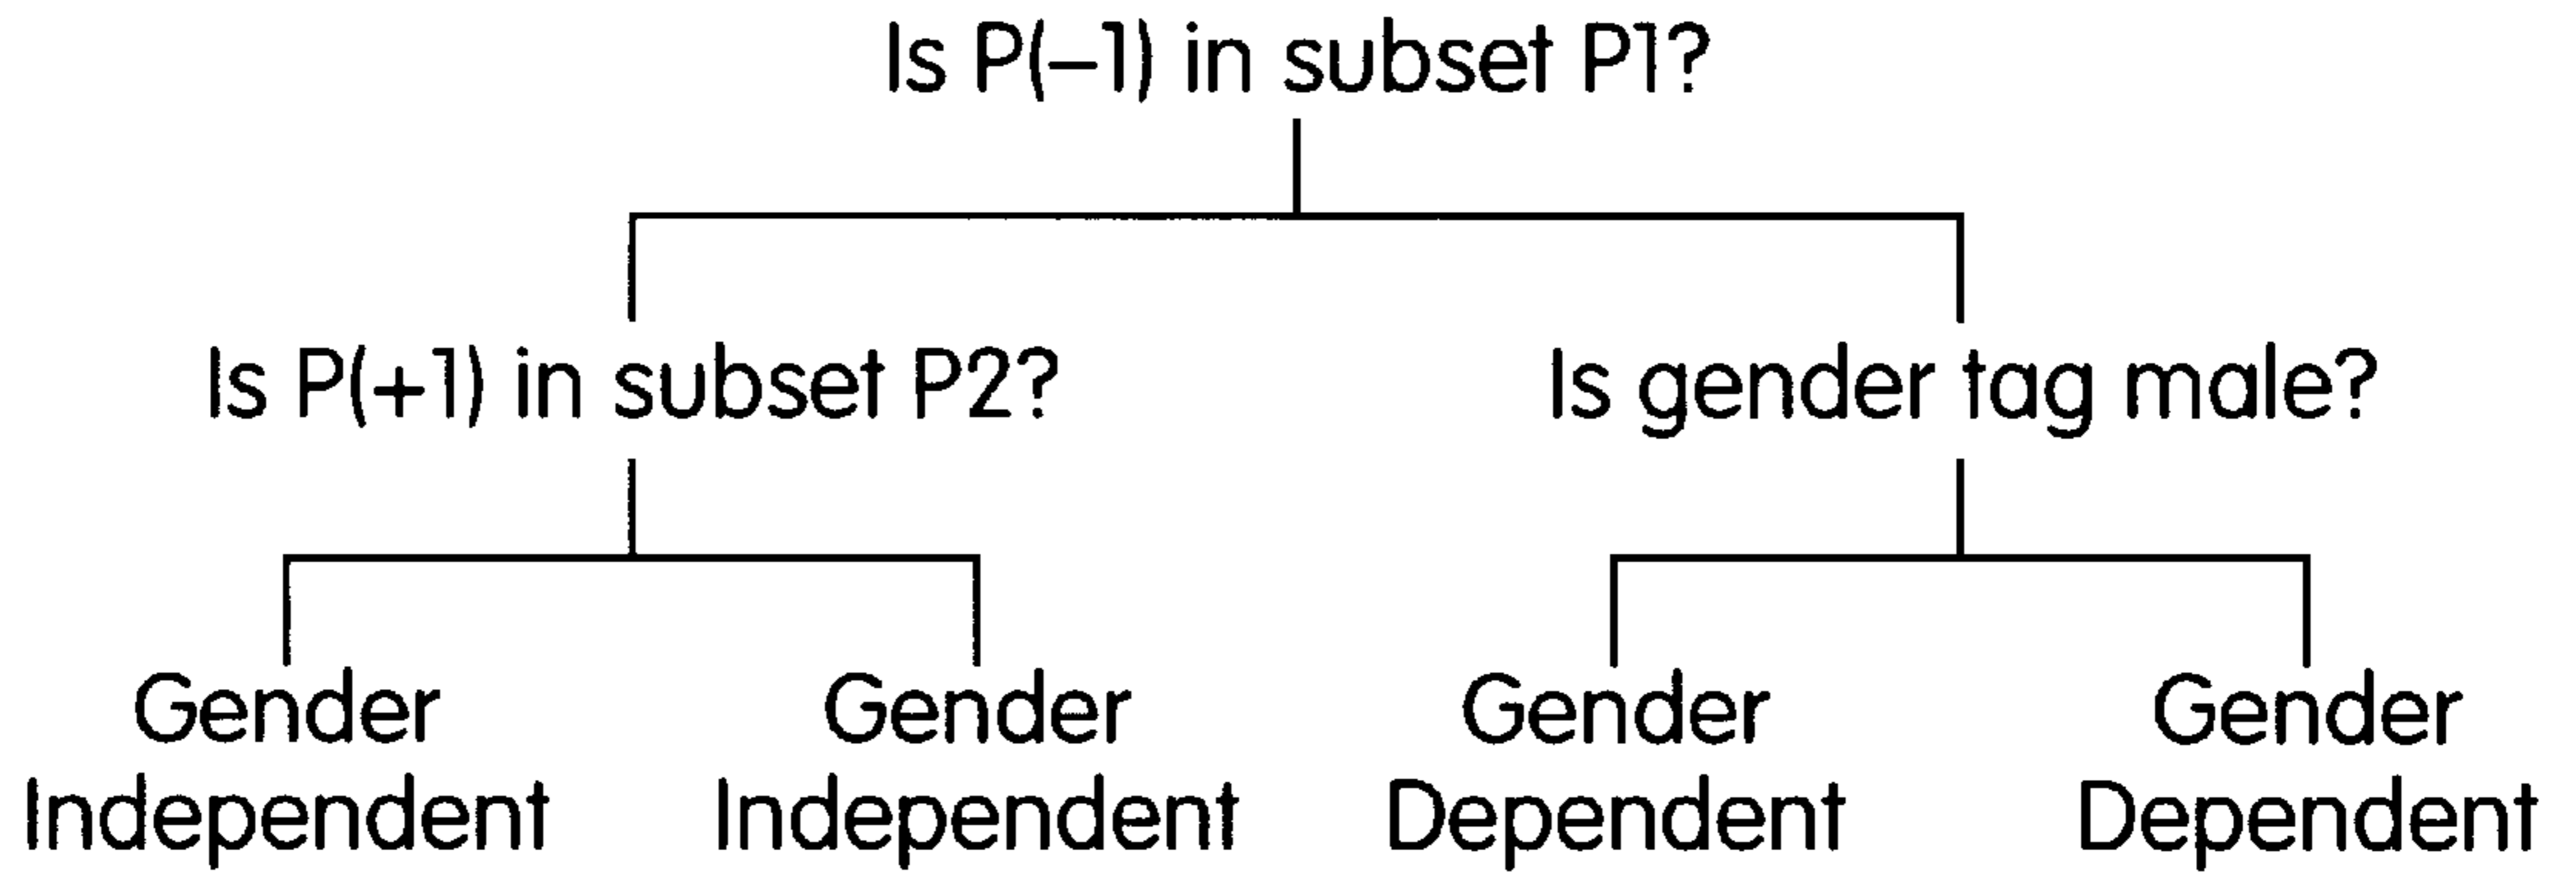 Is P(–1) in subset P1?
Is P(+1) in subset P2?
Is gender tag male?
Gender
Independent
Gender
Independent
Gender
Dependent
Gender
Dependent